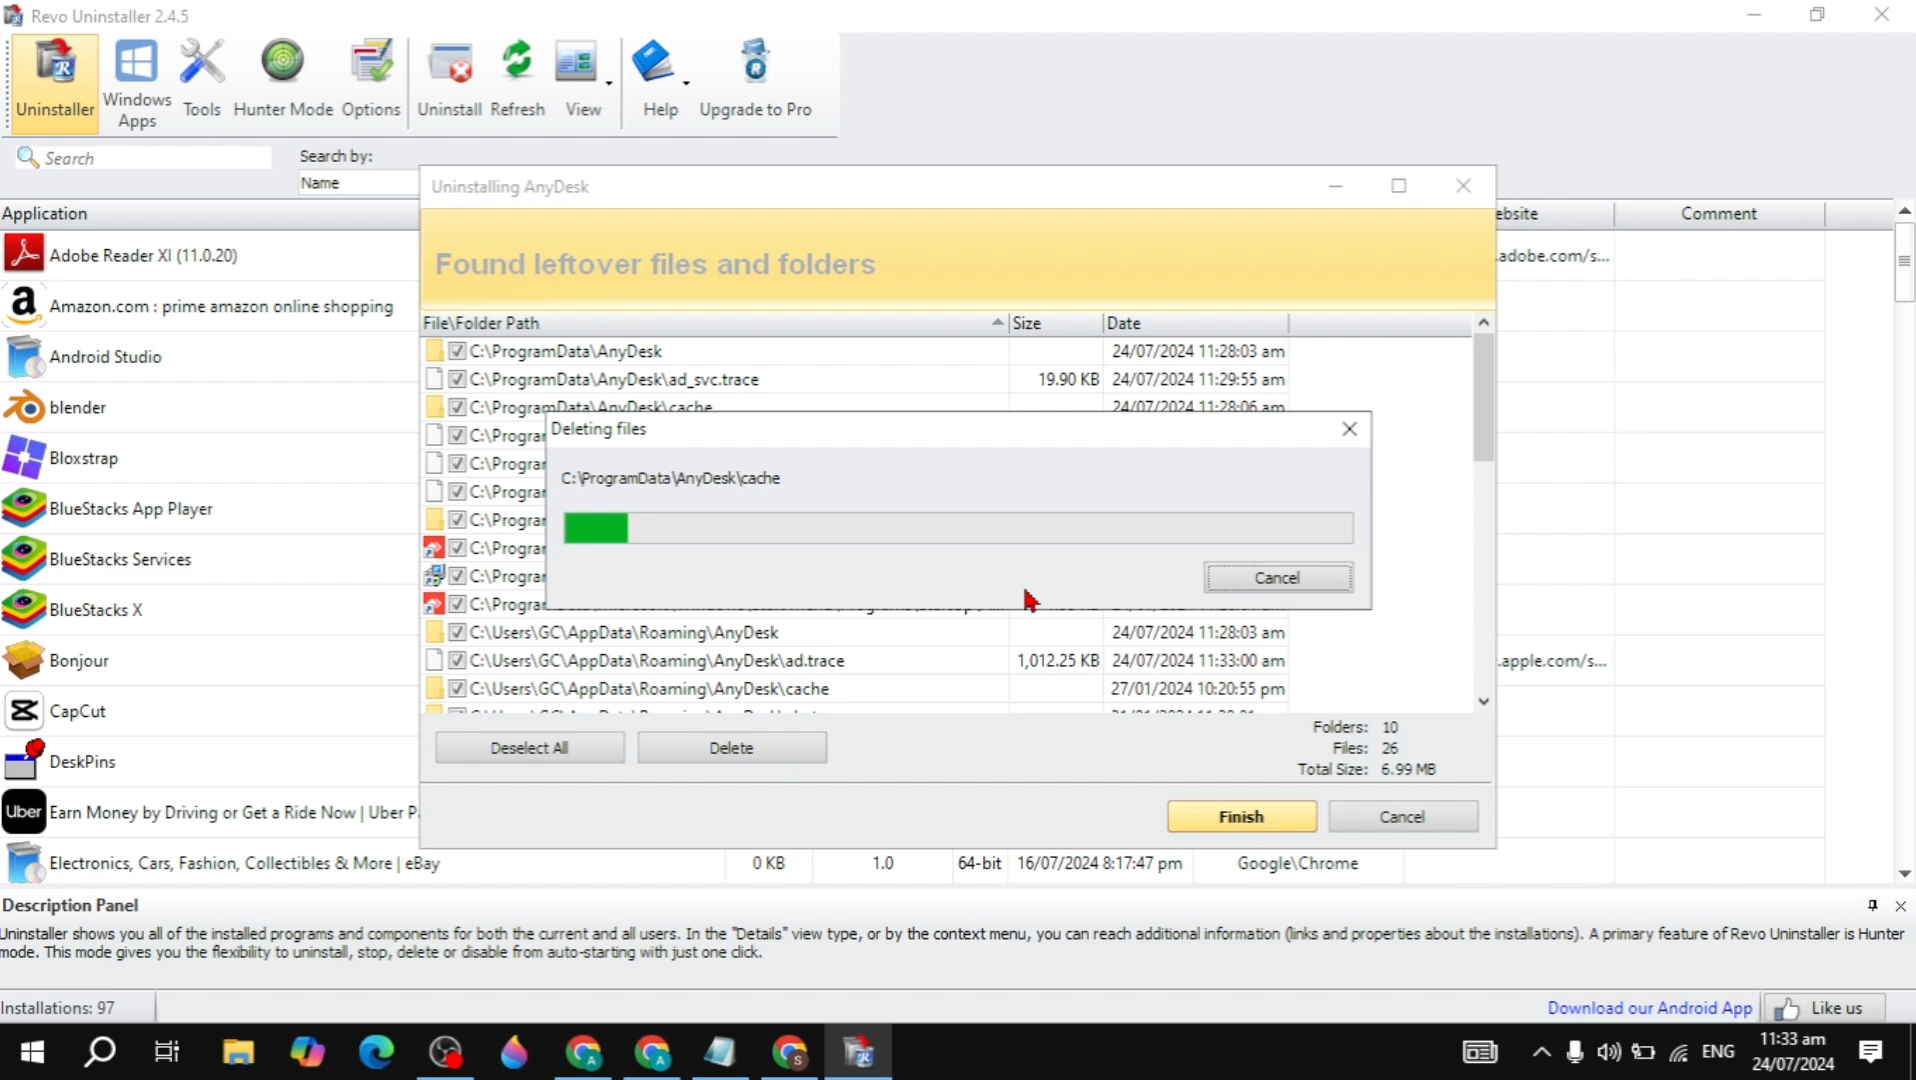 Revo Uninstaller 2.4.5
Uninstaller
Windows Apps
Tools
Hunter Mode
Options
Uninstall
Refresh
View
Help
Upgrade to Pro
Search
Search by:
Name
Application
ebsite
Comment
Adobe Reader XI (11.0.20)
.adobe.com/s...
Amazon.com : prime amazon online shopping
Android Studio
blender
Bloxstrap
BlueStacks App Player
BlueStacks Services
BlueStacks X
Bonjour
.apple.com/s...
CapCut
DeskPins
Uber
Earn Money by Driving or Get a Ride Now | Uber P
Electronics, Cars, Fashion, Collectibles & More | eBay
0 KB
1.0
64-bit
16/07/2024 8:17:47 pm
Google\Chrome
Uninstalling AnyDesk
Found leftover files and folders
File\Folder Path
Size
Date
C:\ProgramData\AnyDesk
24/07/2024 11:28:03 am
C:\ProgramData\AnyDesk\ad_svc.trace
19.90 KB
24/07/2024 11:29:55 am
C:\ProgramData\AnyDesk\cache
24/07/2024 11:28:06 am
C:\Prograr
C:\Prograr
C:\Prograr
C:\Prograr
C:\Prograr
C:\Prograr
C:\Users\GC\AppData\Roaming\AnyDesk
24/07/2024 11:28:03 am
C:\Users\GC\AppData\Roaming\AnyDesk\ad.trace
1,012.25 KB
24/07/2024 11:33:00 am
C:\Users\GC\AppData\Roaming\AnyDesk\cache
27/01/2024 10:20:55 pm
Deleting files
C:\ProgramData\AnyDesk\cache
Cancel
Deselect All
Delete
Folders: 10
Files: 26
Total Size: 6.99 MB
Finish
Cancel
Description Panel
Uninstaller shows you all of the installed programs and components for both the current and all users. In the "Details" view type, or by the context menu, you can reach additional information (links and properties about the installations). A primary feature of Revo Uninstaller is Hunter
mode. This mode gives you the flexibility to uninstall, stop, delete or disable from auto-starting with just one click.
Installations: 97
Download our Android App
Like us
ENG
11:33 am
24/07/2024